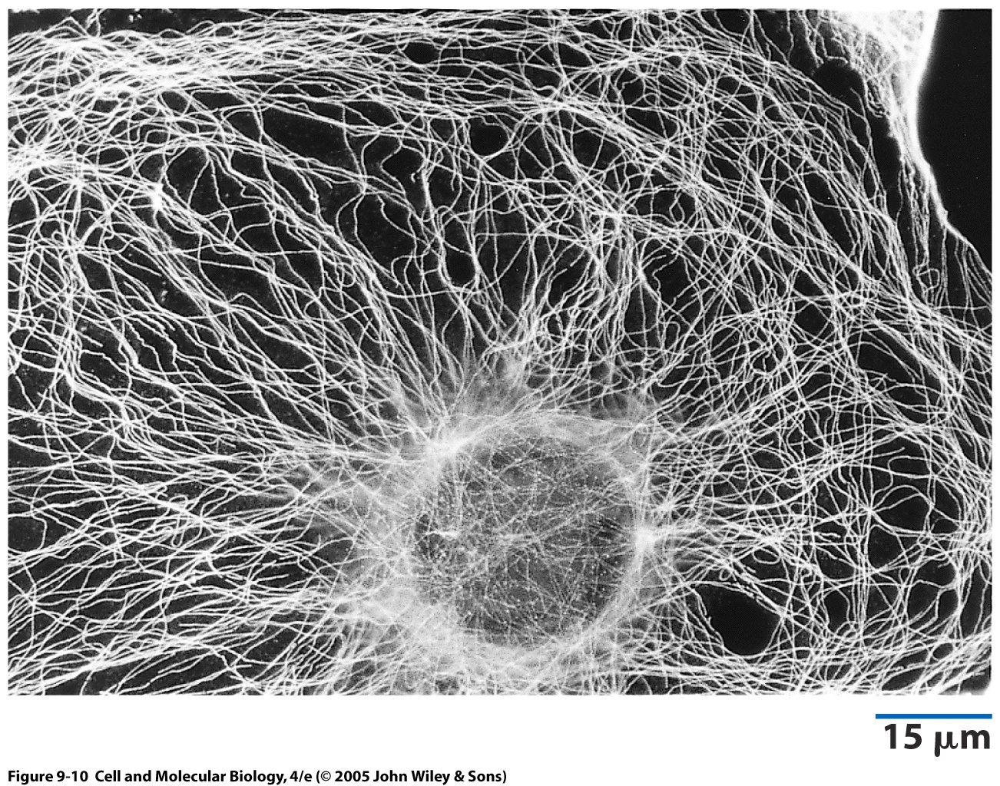 15 μm
Figure 9-10 Cell and Molecular Biology, 4/e (© 2005 John Wiley & Sons)